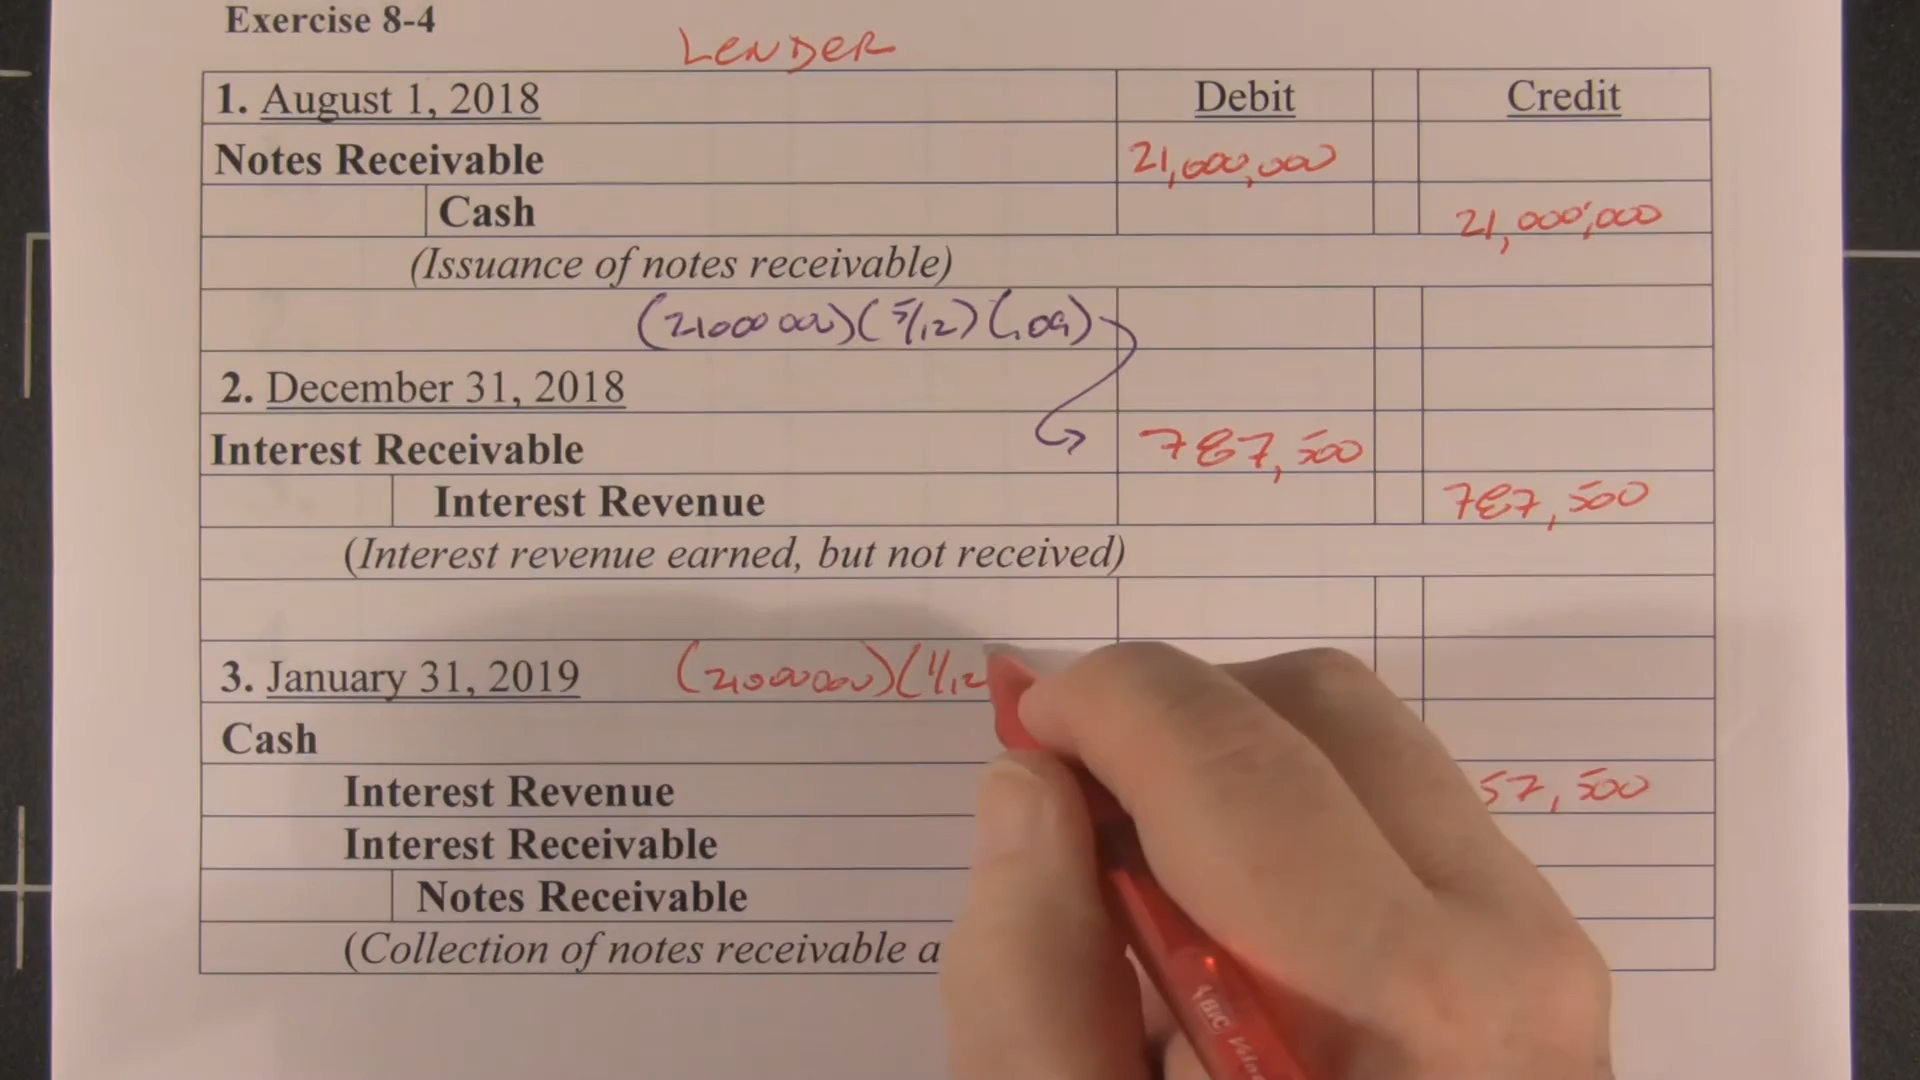 Exercise 8-4
LENDER
1. August 1, 2018 Debit Credit
Notes Receivable 21,000,000
Cash 21,000,000
(Issuance of notes receivable)
(21000000)(5/12)(.09)
2. December 31, 2018
Interest Receivable 787,500
Interest Revenue 787,500
(Interest revenue earned, but not received)
3. January 31, 2019 (21000000)(1/12
Cash
Interest Revenue 57,500
Interest Receivable
Notes Receivable
(Collection of notes receivable a
BIC